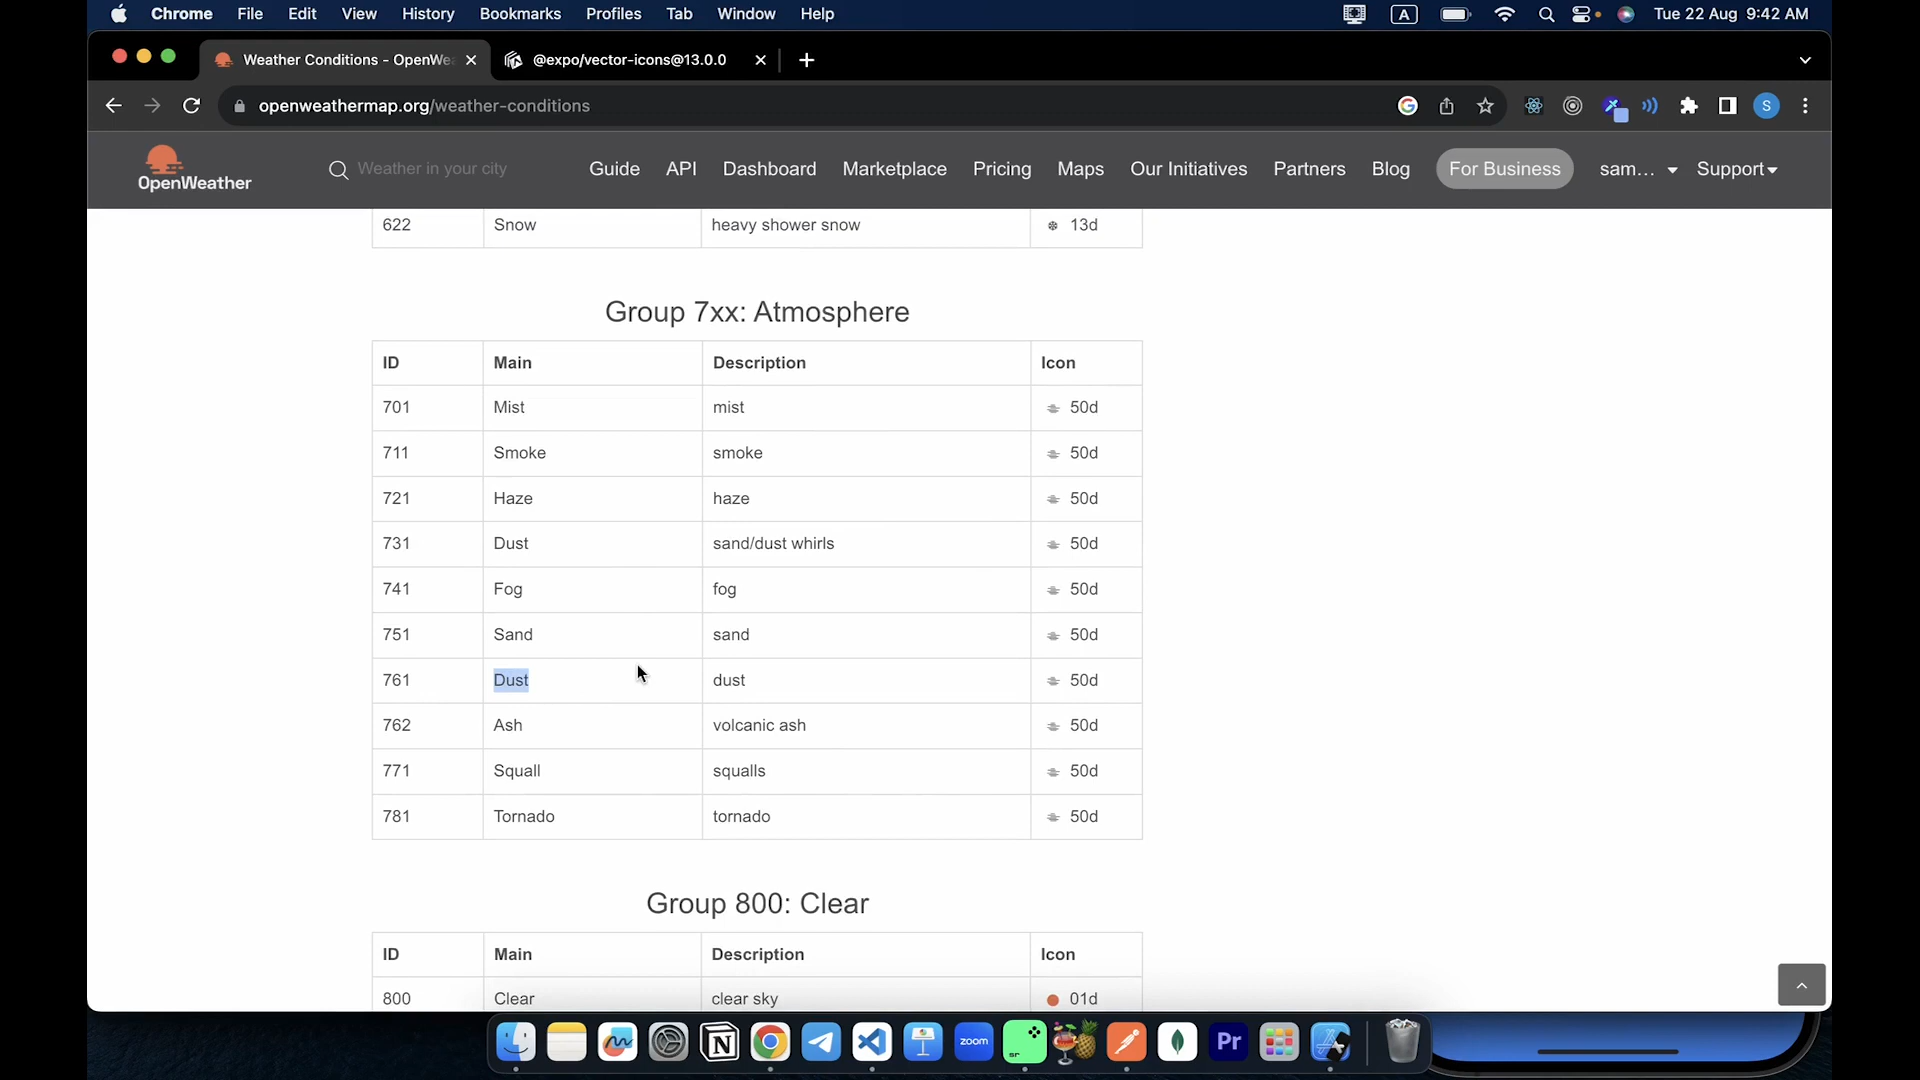 Chrome File Edit View History Bookmarks Profiles Tab Window Help A Tue 22 Aug 9:42 AM
Weather Conditions - OpenWe @expo/vector-icons@13.0.0
openweathermap.org/weather-conditions S
OpenWeather Weather in your city Guide API Dashboard Marketplace Pricing Maps Our Initiatives Partners Blog For Business sam... Support
622 Snow heavy shower snow 13d
Group 7xx: Atmosphere
ID Main Description Icon
701 Mist mist 50d
711 Smoke smoke 50d
721 Haze haze 50d
731 Dust sand/dust whirls 50d
741 Fog fog 50d
751 Sand sand 50d
761 Dust dust 50d
762 Ash volcanic ash 50d
771 Squall squalls 50d
781 Tornado tornado 50d
Group 800: Clear
ID Main Description Icon
800 Clear clear sky 01d
zoom sr Pr